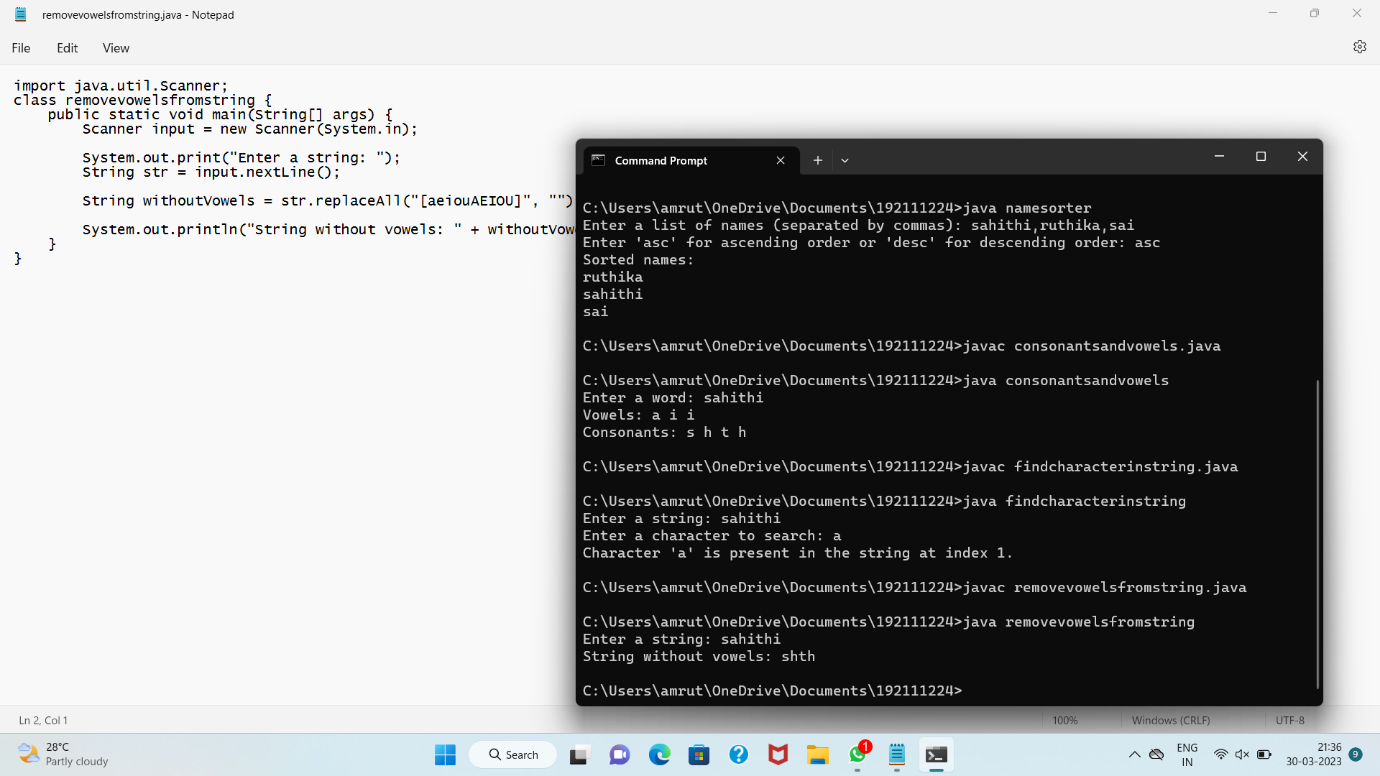 removevowelsfromstring.java - Notepad
File Edit View
import java.util.Scanner;
class removevowelsfromstring {
public static void main(String[] args) {
Scanner input = new Scanner(System.in);
System.out.print("Enter a string: ");
String str = input.nextLine();
String withoutVowels = str.replaceAll("[aeiouAEIOU]", "")
System.out.println("String without vowels: " + withoutVow
}
}
Command Prompt
C:\Users\amrut\OneDrive\Documents\192111224>java namesorter
Enter a list of names (separated by commas): sahithi,ruthika,sai
Enter 'asc' for ascending order or 'desc' for descending order: asc
Sorted names:
ruthika
sahithi
sai
C:\Users\amrut\OneDrive\Documents\192111224>javac consonantsandvowels.java
C:\Users\amrut\OneDrive\Documents\192111224>java consonantsandvowels
Enter a word: sahithi
Vowels: a i i
Consonants: s h t h
C:\Users\amrut\OneDrive\Documents\192111224>javac findcharacterinstring.java
C:\Users\amrut\OneDrive\Documents\192111224>java findcharacterinstring
Enter a string: sahithi
Enter a character to search: a
Character 'a' is present in the string at index 1.
C:\Users\amrut\OneDrive\Documents\192111224>javac removevowelsfromstring.java
C:\Users\amrut\OneDrive\Documents\192111224>java removevowelsfromstring
Enter a string: sahithi
String without vowels: shth
C:\Users\amrut\OneDrive\Documents\192111224>
Ln 2, Col 1
100%
Windows (CRLF)
UTF-8
28°C
Partly cloudy
Search
1
ENG
IN
21:36
30-03-2023
9